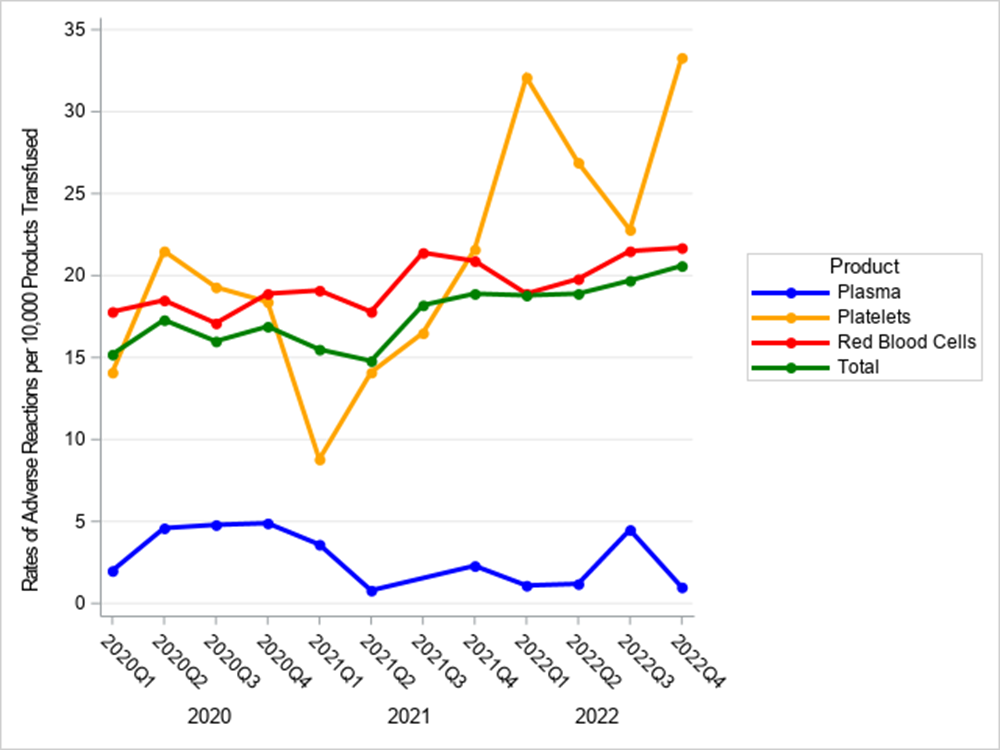 Rates of Adverse Reactions per 10,000 Products Transfused
35
30
25
20
15
10
5
0
2020Q1
2020Q2
2020Q3
2020Q4
2021Q1
2021Q2
2021Q3
2021Q4
2022Q1
2022Q2
2022Q3
2022Q4
2020
2021
2022
Product
Plasma
Platelets
Red Blood Cells
Total